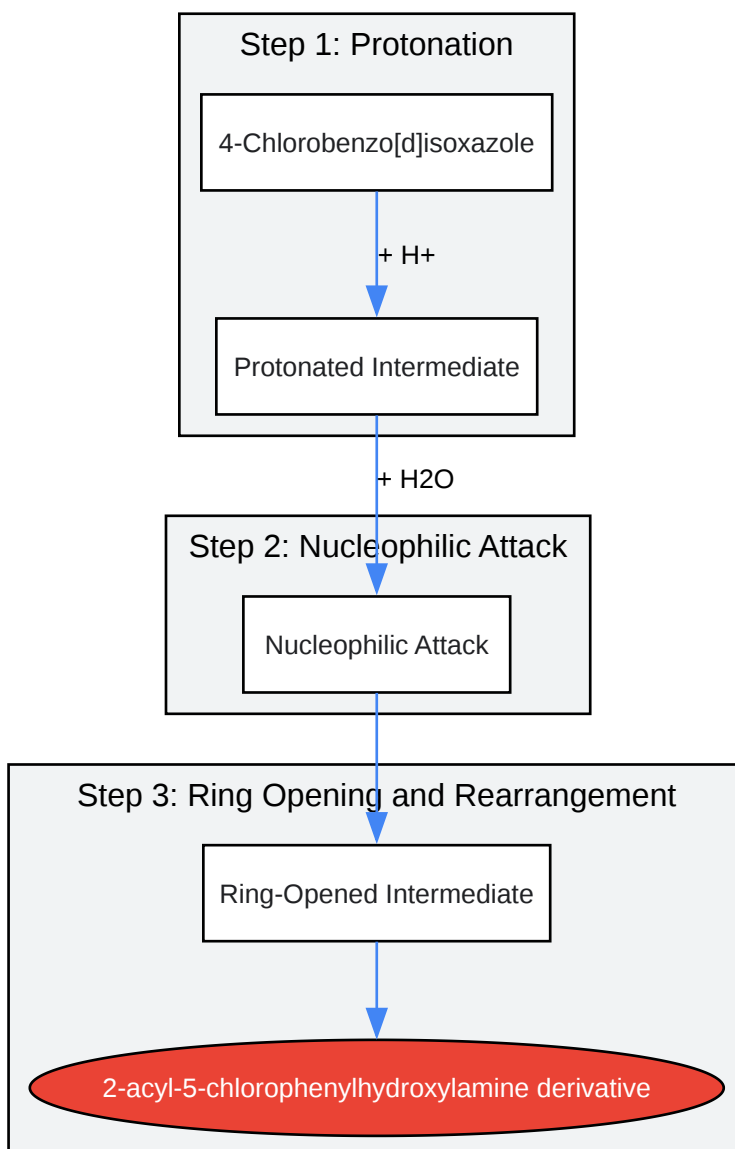 Step 1: Protonation
4-Chlorobenzo[d]isoxazole
+ H+
Protonated Intermediate
+ H2O
Step 2: Nucleophilic Attack
Nucleophilic Attack
Step 3: Ring Opening and Rearrangement
Ring-Opened Intermediate
2-acyl-5-chlorophenylhydroxylamine derivative